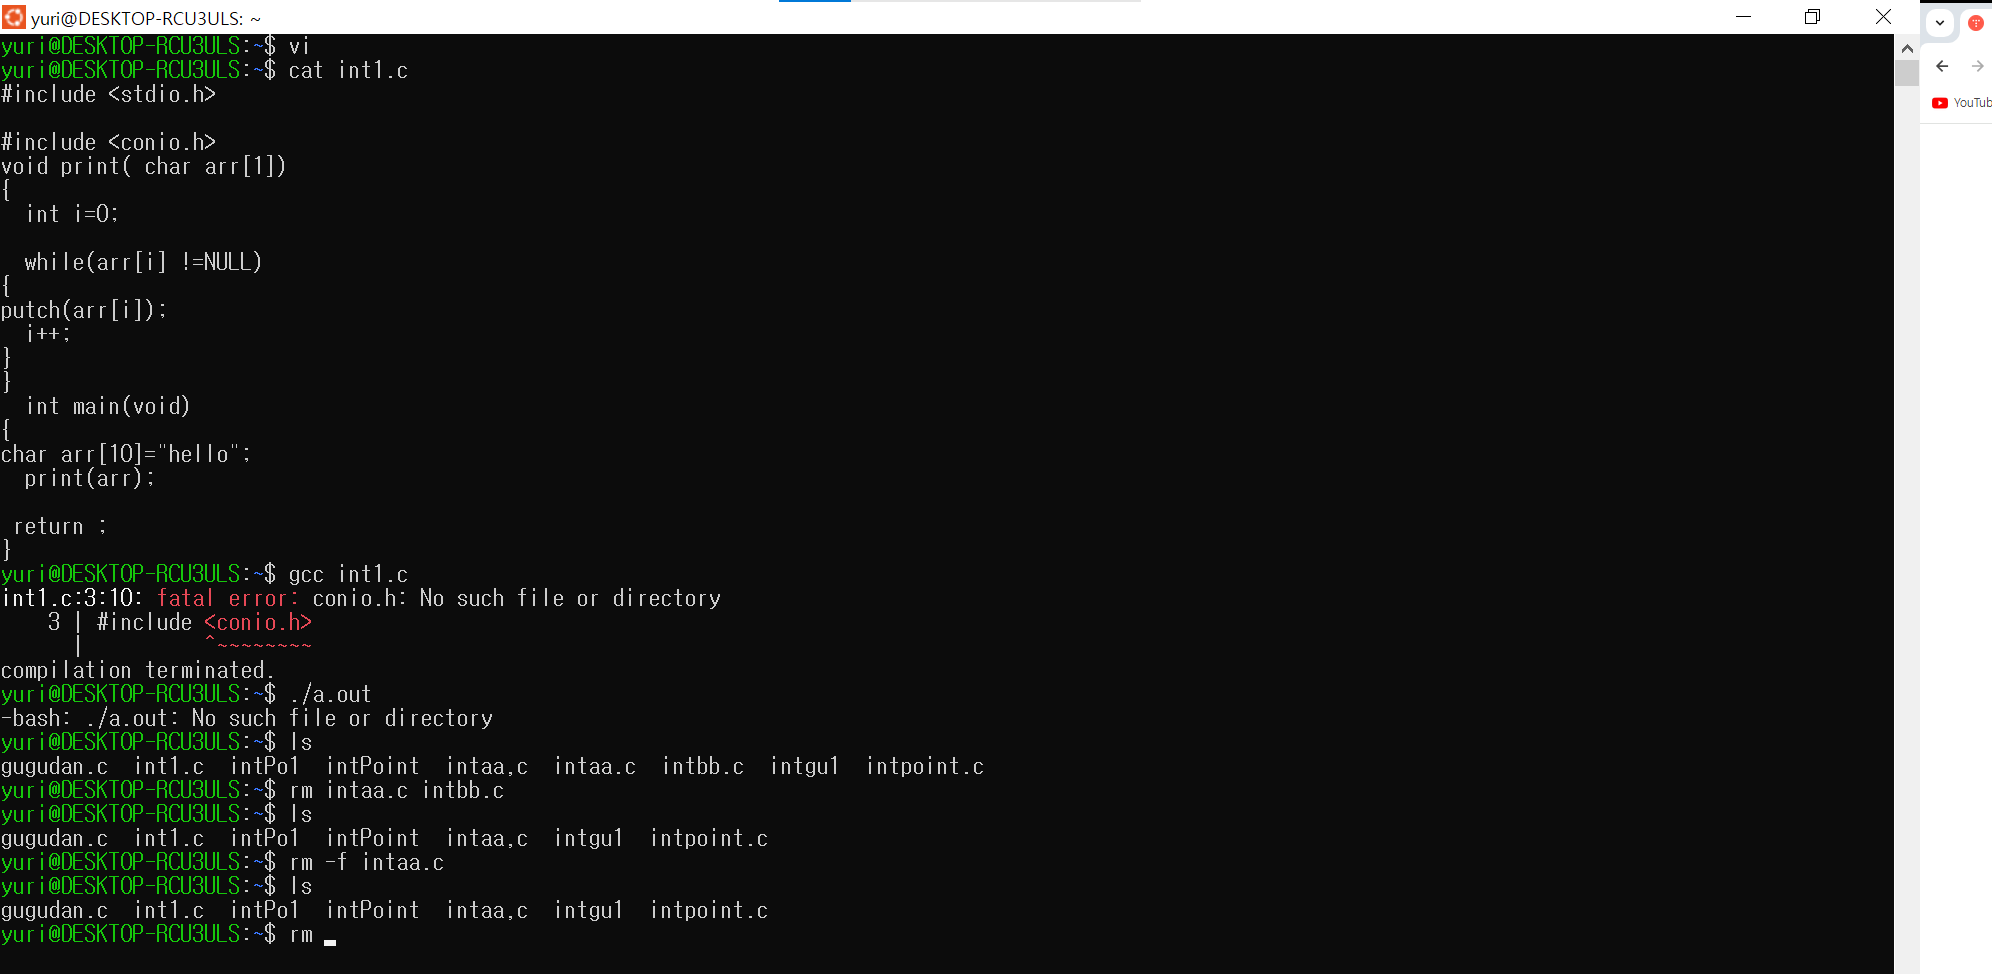 yuri@DESKTOP-RCU3ULS: ~
yuri@DESKTOP-RCU3ULS:~$ vi
yuri@DESKTOP-RCU3ULS:~$ cat int1.c
#include <stdio.h>

#include <conio.h>
void print( char arr[1])
{
  int i=0;

  while(arr[i] !=NULL)
{
putch(arr[i]);
  i++;
}
}
  int main(void)
{
char arr[10]="hello";
  print(arr);

 return ;
}
yuri@DESKTOP-RCU3ULS:~$ gcc int1.c
int1.c:3:10: fatal error: conio.h: No such file or directory
    3 | #include <conio.h>
      |          ^~~~~~~~~
compilation terminated.
yuri@DESKTOP-RCU3ULS:~$ ./a.out
-bash: ./a.out: No such file or directory
yuri@DESKTOP-RCU3ULS:~$ ls
gugudan.c  int1.c  intPo1  intPoint  intaa,c  intaa.c  intbb.c  intgu1  intpoint.c
yuri@DESKTOP-RCU3ULS:~$ rm intaa.c intbb.c
yuri@DESKTOP-RCU3ULS:~$ ls
gugudan.c  int1.c  intPo1  intPoint  intaa,c  intgu1  intpoint.c
yuri@DESKTOP-RCU3ULS:~$ rm -f intaa.c
yuri@DESKTOP-RCU3ULS:~$ ls
gugudan.c  int1.c  intPo1  intPoint  intaa,c  intgu1  intpoint.c
yuri@DESKTOP-RCU3ULS:~$ rm
YouTub